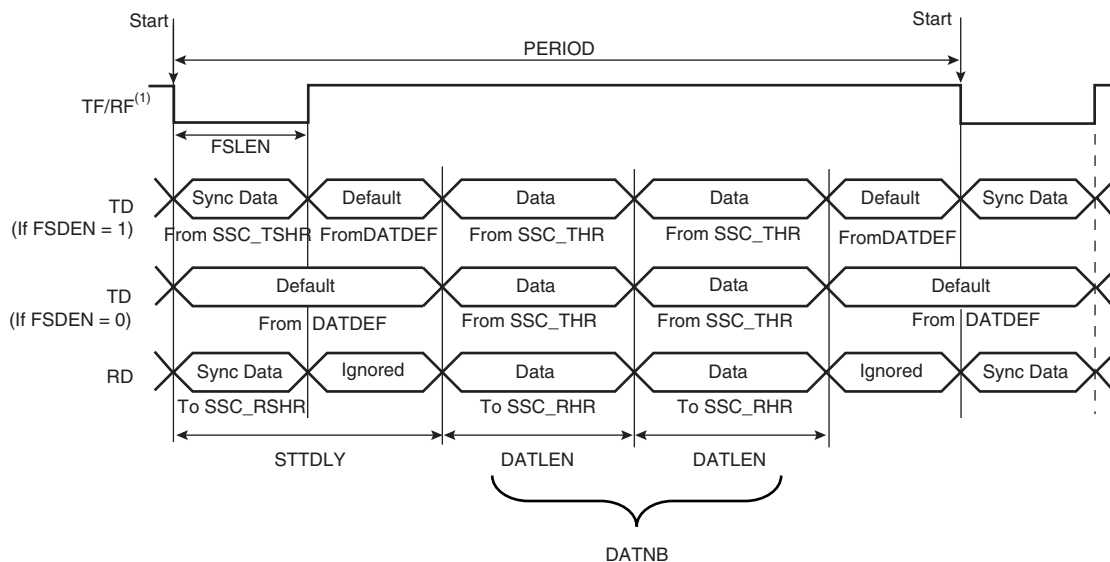 Start Start
PERIOD
TF/RF(1)
FSLEN
TD
(If FSDEN = 1)
Sync Data Default Data Data Default Sync Data
From SSC_TSHR FromDATDEF From SSC_THR From SSC_THR FromDATDEF
TD
(If FSDEN = 0)
Default Data Data Default
From DATDEF From SSC_THR From SSC_THR From DATDEF
RD
Sync Data Ignored Data Data Ignored Sync Data
To SSC_RSHR To SSC_RHR To SSC_RHR
STTDLY DATLEN DATLEN
DATNB